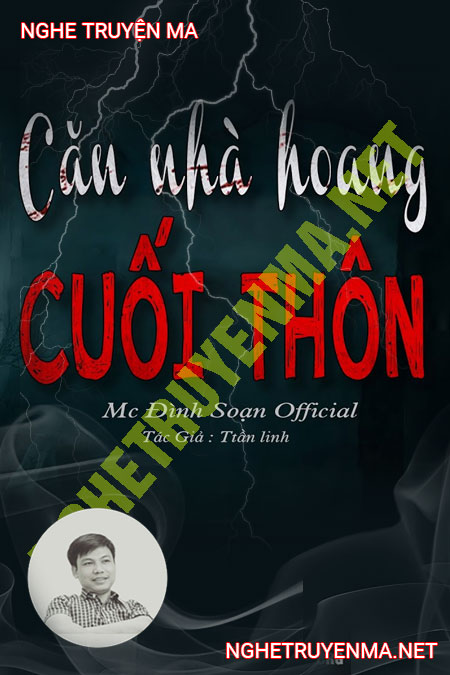 NGHE TRUYỆN MA
Căn nhà hoang
CUỐI THÔN
NGHETRUYENMA.NET
Mc Đình Soạn Official
Tác Giả : Ttần linh
NGHETRUYENMA.NET